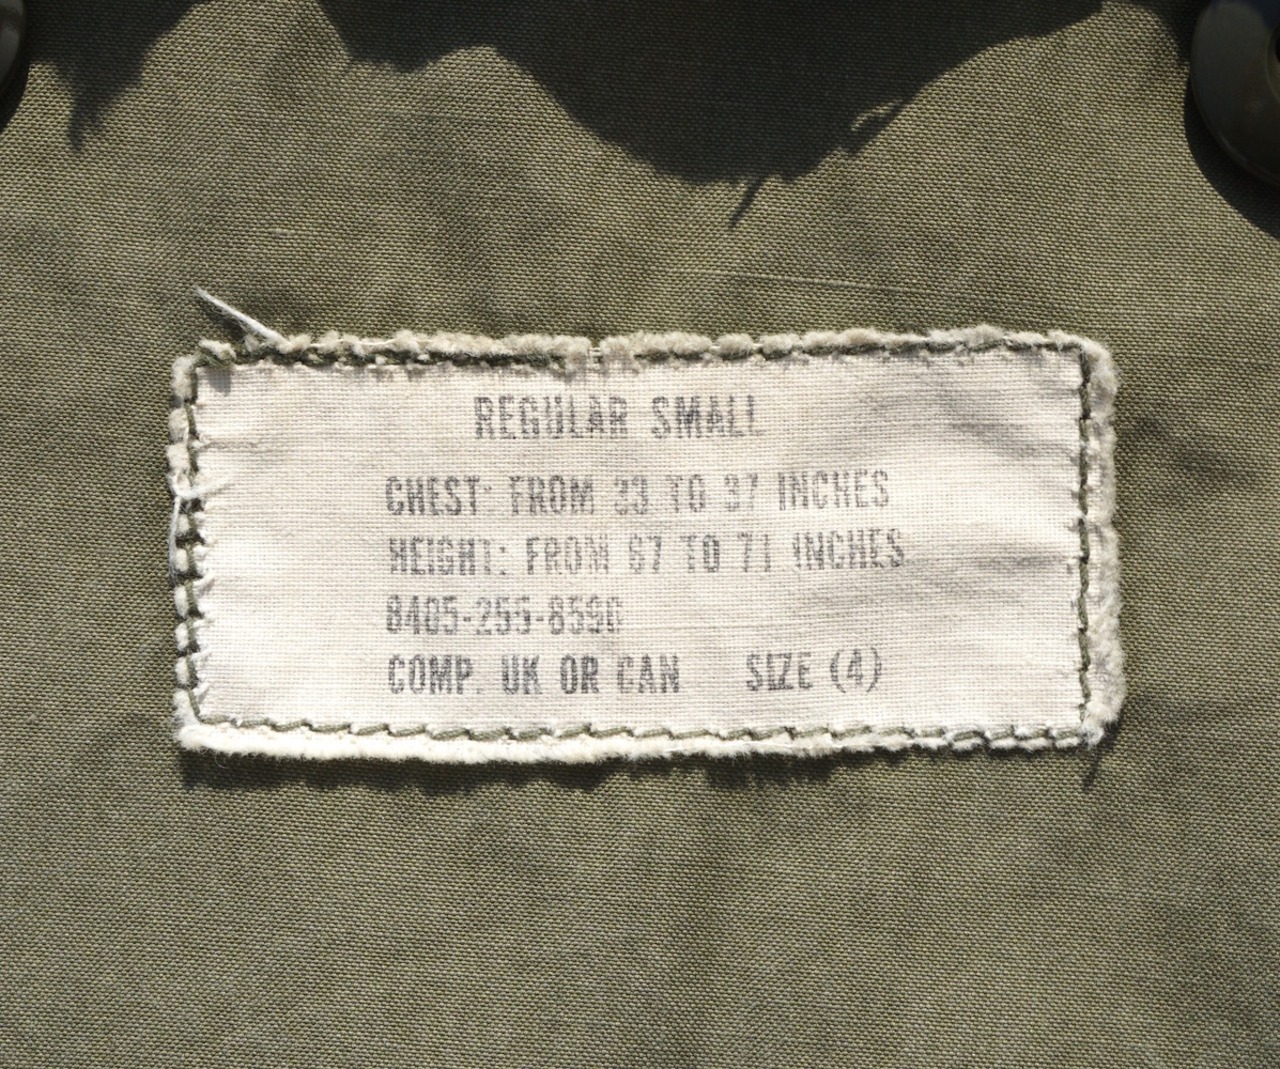 REGULAR SMALL
CHEST: FROM 33 TO 37 INCHES
HEIGHT: FROM 67 TO 71 INCHES
8405-255-8590
COMP. UK OR CAN SIZE (4)